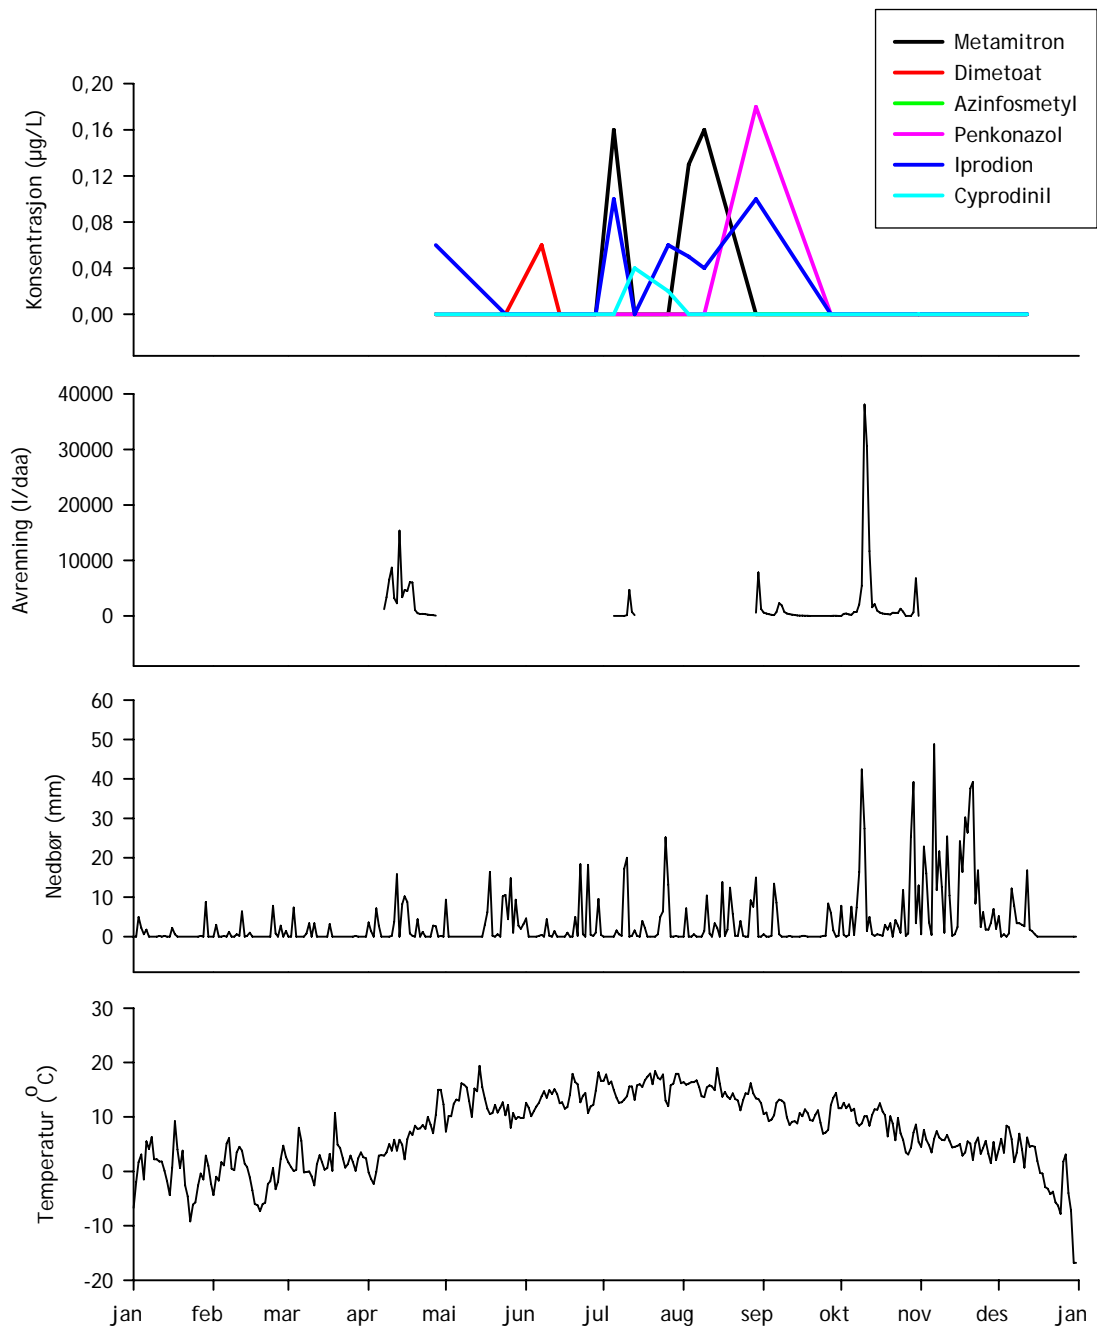 Metamitron
Dimetoat
Azinfosmetyl
Penkonazol
Iprodion
Cyprodinil
Konsentrasjon (µg/L)
0,20
0,16
0,12
0,08
0,04
0,00
Avrenning (l/daa)
40000
30000
20000
10000
0
Nedbør (mm)
60
50
40
30
20
10
0
Temperatur (°C)
30
20
10
0
-10
-20
jan feb mar apr mai jun jul aug sep okt nov des jan